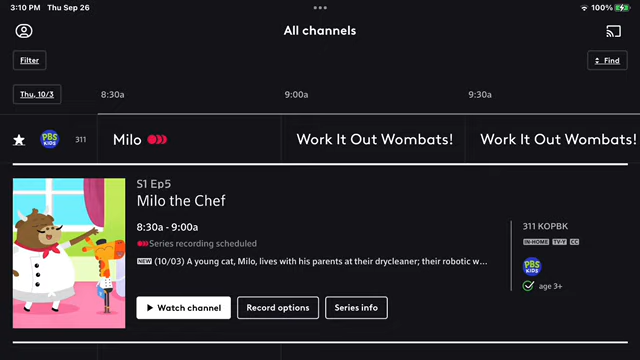 3:10 PM Thu Sep 26
100%
All channels
Filter
Find
Thu, 10/3
8:30a
9:00a
9:30a
PBS KIDS
311
Milo
Work It Out Wombats!
Work It Out Wombats!
S1 Ep5
Milo the Chef
8:30a - 9:00a
Series recording scheduled
NEW (10/03) A young cat, Milo, lives with his parents at their drycleaner; their robotic w...
311 KOPBK
IN-HOME TV-Y CC
PBS KIDS
age 3+
Watch channel
Record options
Series info